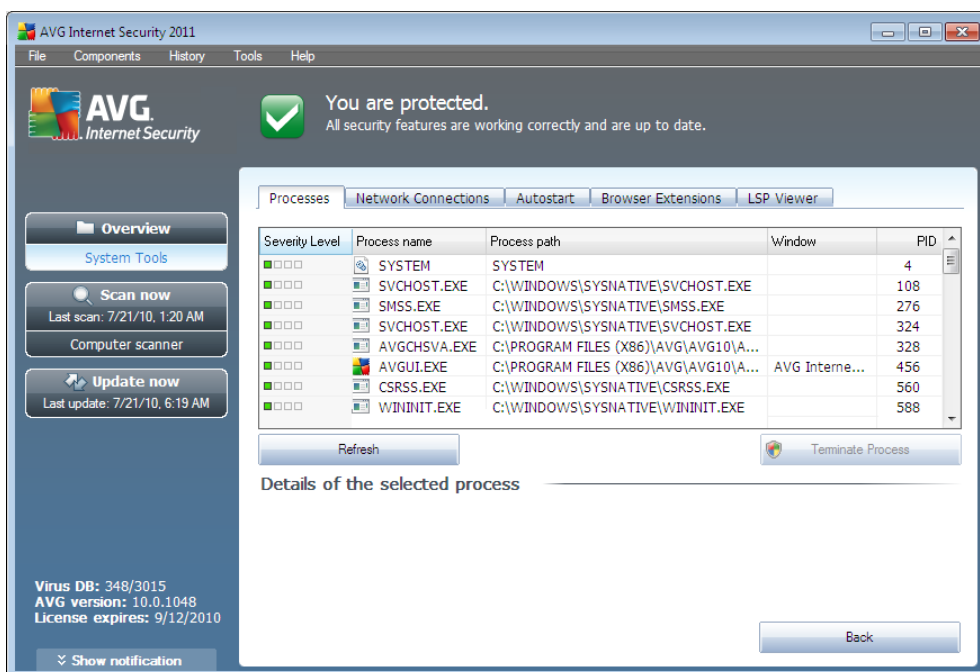 AVG Internet Security 2011
File Components History Tools Help
AVG.
Internet Security
You are protected.
All security features are working correctly and are up to date.
Overview
System Tools
Scan now
Last scan: 7/21/10, 1:20 AM
Computer scanner
Update now
Last update: 7/21/10, 6:19 AM
Virus DB: 348/3015
AVG version: 10.0.1048
License expires: 9/12/2010
Show notification
Processes Network Connections Autostart Browser Extensions LSP Viewer
Severity Level Process name Process path Window PID
SYSTEM SYSTEM 4
SVCHOST.EXE C:\WINDOWS\SYSNATIVE\SVCHOST.EXE 108
SMSS.EXE C:\WINDOWS\SYSNATIVE\SMSS.EXE 276
SVCHOST.EXE C:\WINDOWS\SYSNATIVE\SVCHOST.EXE 324
AVGCHSVA.EXE C:\PROGRAM FILES (X86)\AVG\AVG10\A... 328
AVGUI.EXE C:\PROGRAM FILES (X86)\AVG\AVG10\A... AVG Interne... 456
CSRSS.EXE C:\WINDOWS\SYSNATIVE\CSRSS.EXE 560
WININIT.EXE C:\WINDOWS\SYSNATIVE\WININIT.EXE 588
Refresh Terminate Process
Details of the selected process
Back